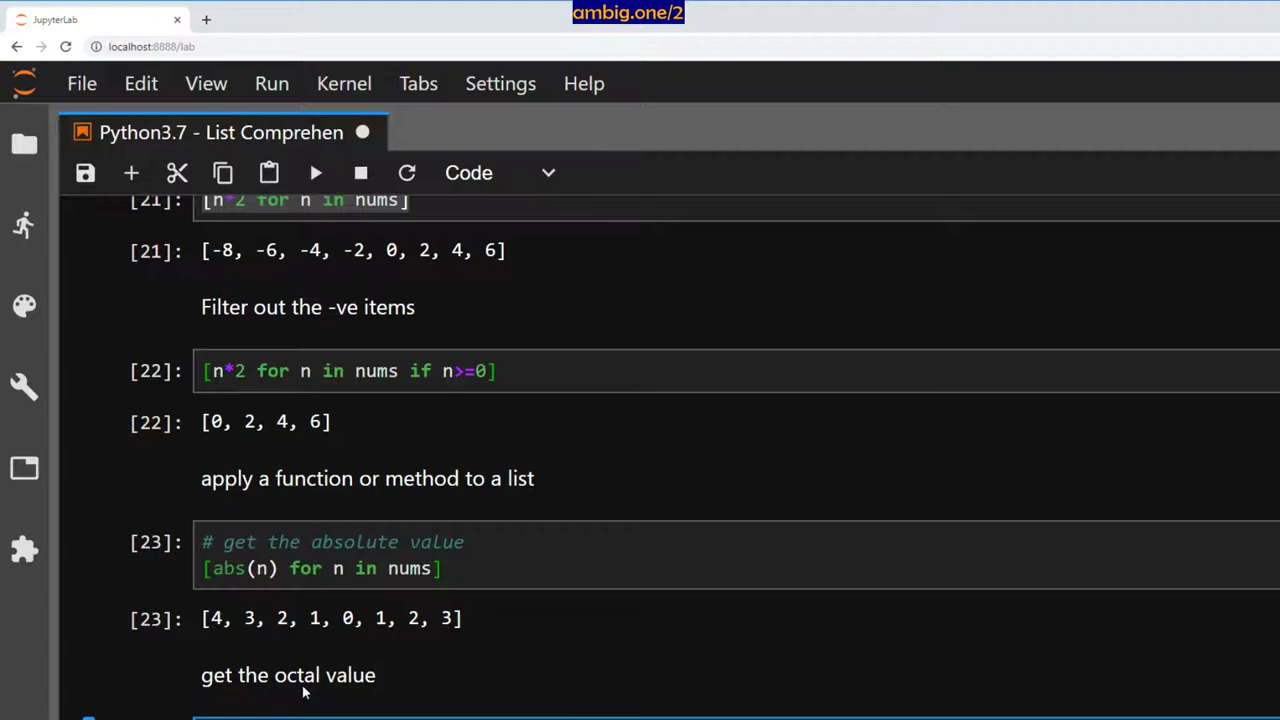 ambig.one/2
JupyterLab
localhost:8888/lab
File Edit View Run Kernel Tabs Settings Help
Python3.7 - List Comprehen
Code
[21]: [n*2 for n in nums]
[21]: [-8, -6, -4, -2, 0, 2, 4, 6]
Filter out the -ve items
[22]: [n*2 for n in nums if n>=0]
[22]: [0, 2, 4, 6]
apply a function or method to a list
[23]: # get the absolute value
[abs(n) for n in nums]
[23]: [4, 3, 2, 1, 0, 1, 2, 3]
get the octal value